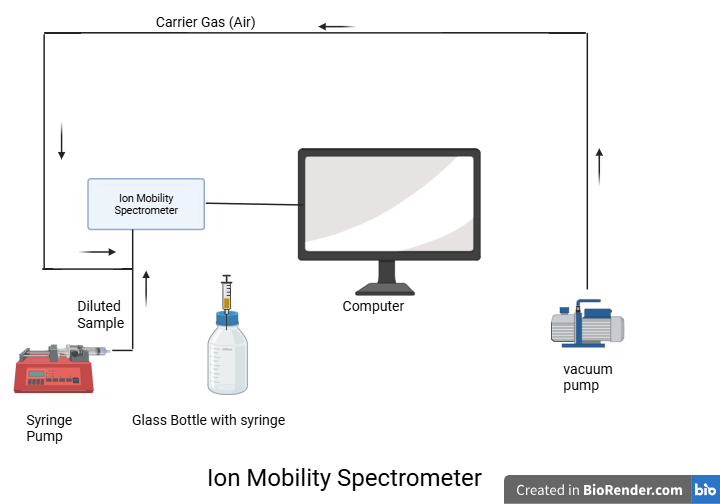 Carrier Gas (Air)
Ion Mobility
Spectrometer
Diluted
Sample
Computer
vacuum
pump
Syringe
Pump
Glass Bottle with syringe
Ion Mobility Spectrometer
Created in BioRender.com bio